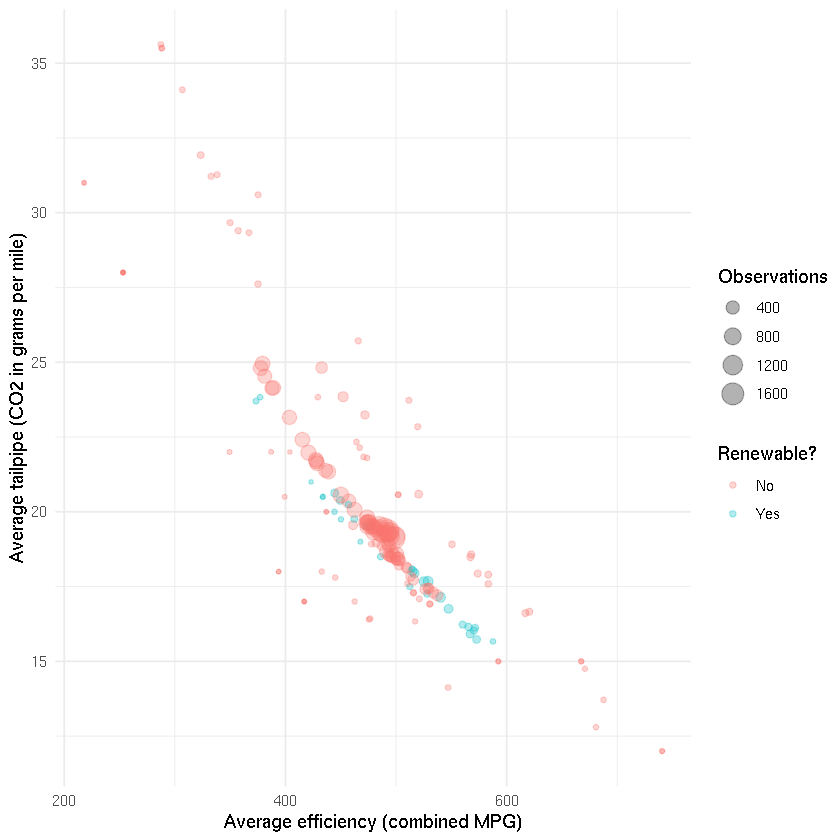 35
30
25
20
15
200
400
600
Average efficiency (combined MPG)
Average tailpipe (CO2 in grams per mile)
Observations
400
800
1200
1600
Renewable?
No
Yes